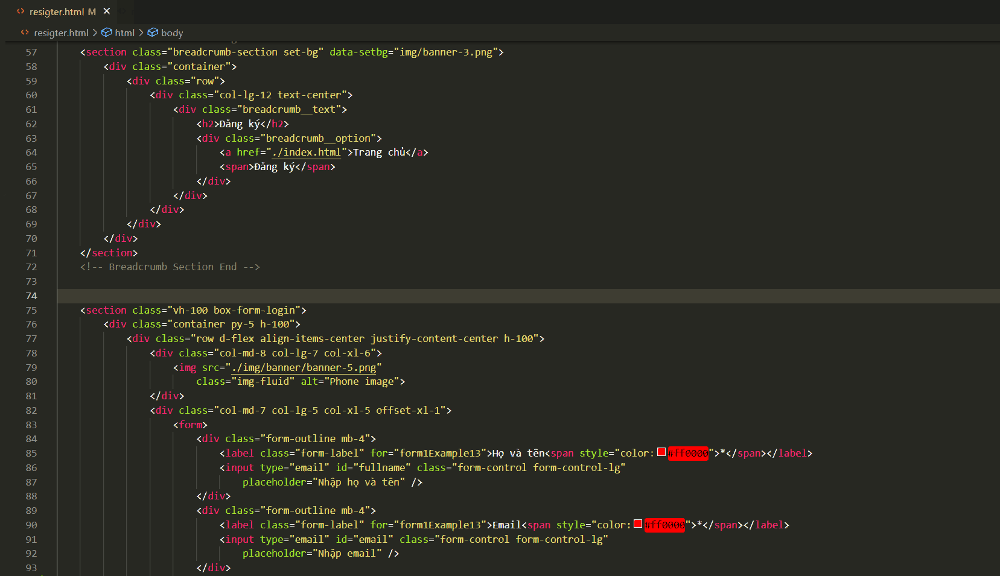 resigter.html M
resigter.html > html > body
57 <section class="breadcrumb-section set-bg" data-setbg="img/banner-3.png">
58 <div class="container">
59 <div class="row">
60 <div class="col-lg-12 text-center">
61 <div class="breadcrumb__text">
62 <h2>Đăng ký</h2>
63 <div class="breadcrumb__option">
64 <a href="./index.html">Trang chủ</a>
65 <span>Đăng ký</span>
66 </div>
67 </div>
68 </div>
69 </div>
70 </div>
71 </section>
72 <!-- Breadcrumb Section End -->
73
74
75 <section class="vh-100 box-form-login">
76 <div class="container py-5 h-100">
77 <div class="row d-flex align-items-center justify-content-center h-100">
78 <div class="col-md-8 col-lg-7 col-xl-6">
79 <img src="./img/banner/banner-5.png"
80 class="img-fluid" alt="Phone image">
81 </div>
82 <div class="col-md-7 col-lg-5 col-xl-5 offset-xl-1">
83 <form>
84 <div class="form-outline mb-4">
85 <label class="form-label" for="form1Example13">Họ và tên<span style="color:#ff0000">*</span></label>
86 <input type="email" id="fullname" class="form-control form-control-lg"
87 placeholder="Nhập họ và tên" />
88 </div>
89 <div class="form-outline mb-4">
90 <label class="form-label" for="form1Example13">Email<span style="color:#ff0000">*</span></label>
91 <input type="email" id="email" class="form-control form-control-lg"
92 placeholder="Nhập email" />
93 </div>